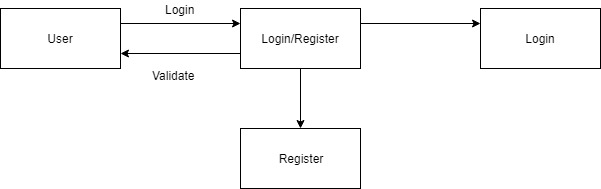 Login
User
Login/Register
Login
Validate
Register